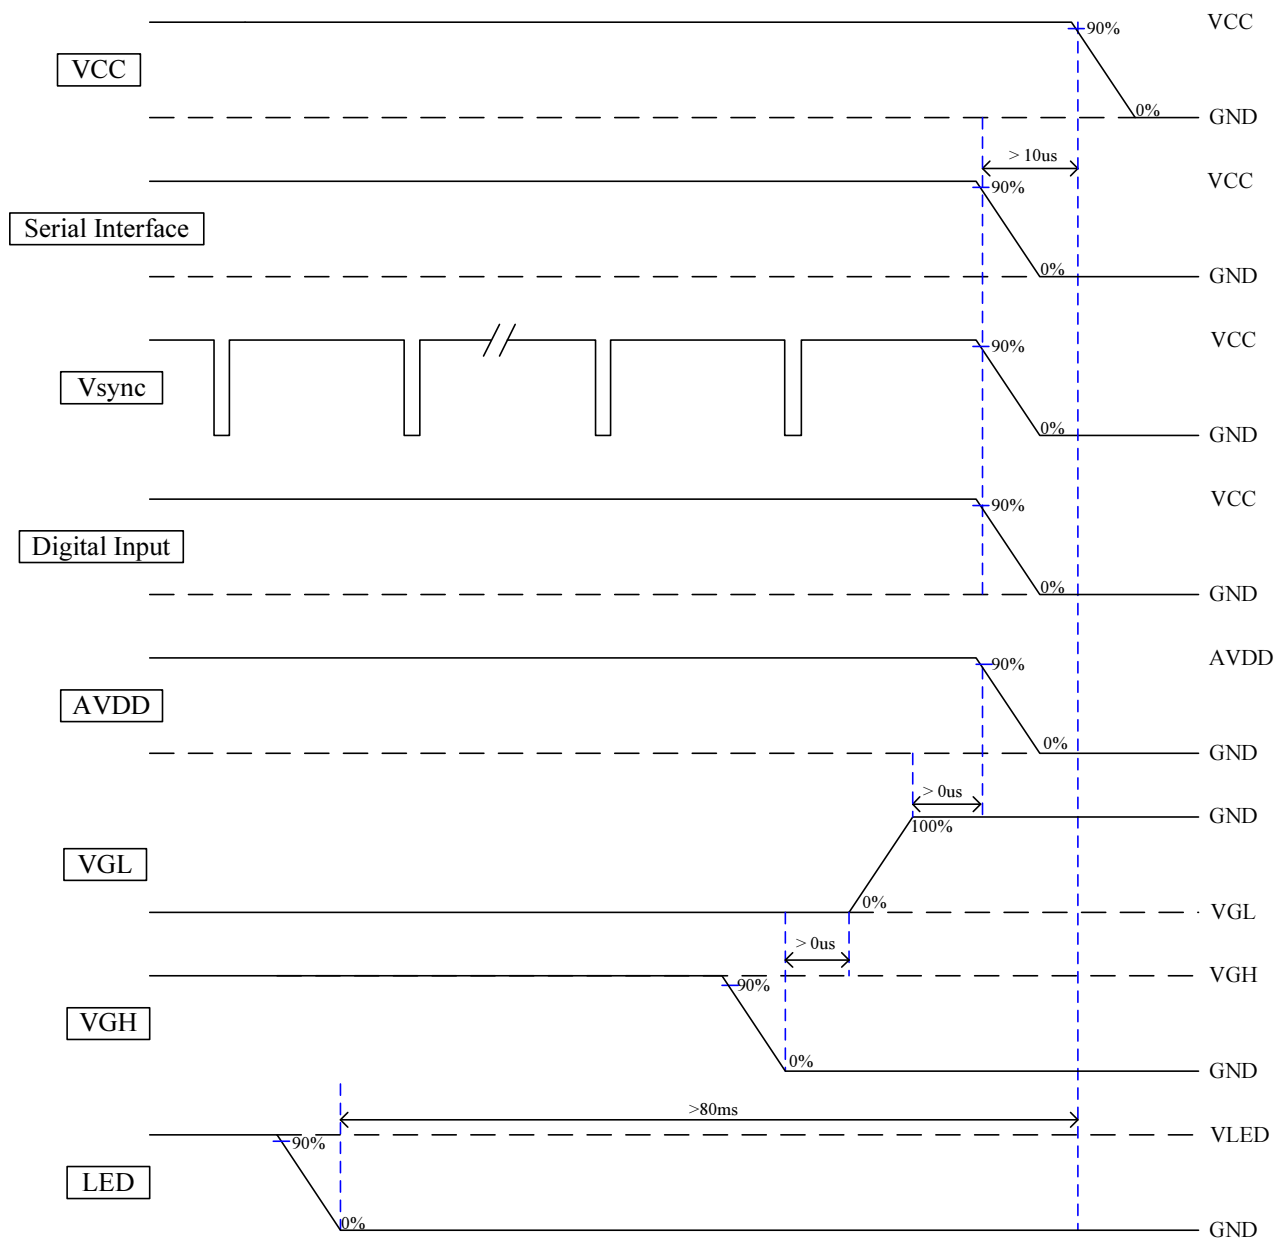 VCC
90%
VCC
0%
GND
> 10us
VCC
90%
Serial Interface
0%
GND
VCC
90%
Vsync
0%
GND
VCC
90%
Digital Input
0%
GND
AVDD
90%
AVDD
0%
GND
> 0us
GND
100%
VGL
0%
VGL
> 0us
VGH
90%
VGH
0%
GND
>80ms
VLED
90%
LED
0%
GND